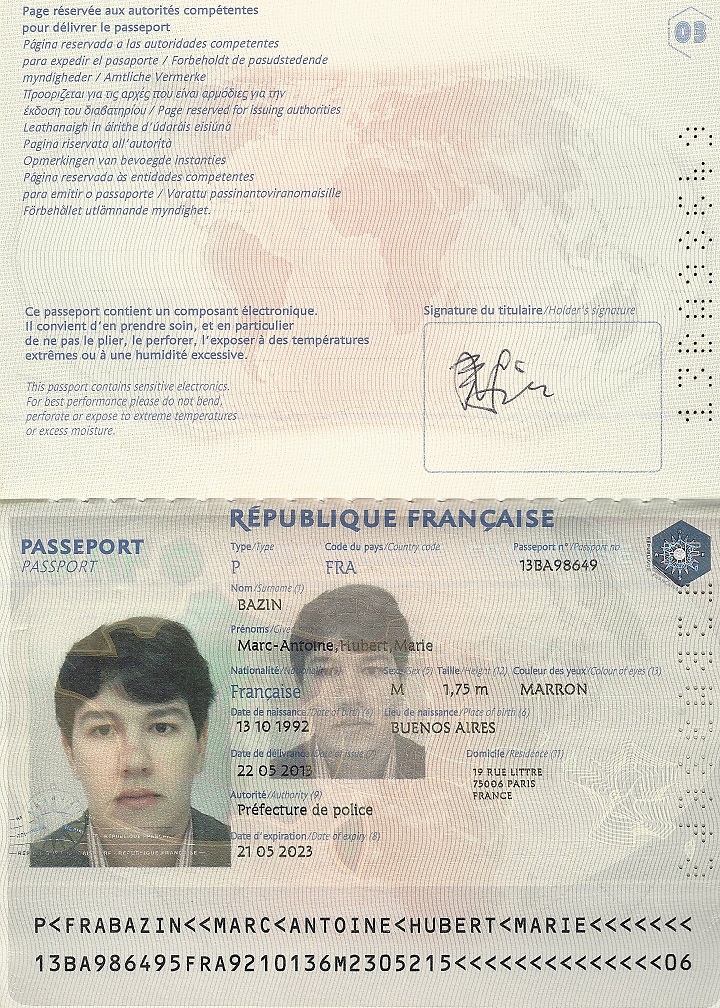 Page réservée aux autorités compétentes
03
pour délivrer le passeport
Página reservada a las autoridades competentes
para expedir el pasaporte / Forbeholdt de pasudstedende
myndigheder / Amtliche Vermerke
Προορίζεται για τις αρχές που είναι αρμόδιες για την
έκδοση του διαβατηρίου / Page reserved for issuing authorities
Leathanaigh in áirithe d'údaráis eisiúná
Pagina riservata all'autorità
Opmerkingen van bevoegde instanties
Página reservada às entidades competentes
para emitir o passaporte / Varattu passinantoviranomaisille
Förbehållet utlämnande myndighet.
Ce passeport contient un composant électronique.
Il convient d'en prendre soin, et en particulier
de ne pas le plier, le perforer, l'exposer à des températures
extrêmes ou à une humidité excessive.
This passport contains sensitive electronics.
For best performance please do not bend,
perforate or expose to extreme temperatures
or excess moisture.
Signature du titulaire/Holder's signature
RÉPUBLIQUE FRANÇAISE
PASSEPORT
PASSPORT
Type/Type Code du pays/Country code Passeport n°/Passport no
P FRA 13BA98649
Nom/Surname (1)
BAZIN
Prénoms/Given
Marc-Antoine,Hubert,Marie
Nationalité/Nationality Sexe/Sex (5) Taille/Height (12) Couleur des yeux/Colour of eyes (13)
Française M 1,75 m MARRON
Date de naissance/Date of birth (4) Lieu de naissance/Place of birth (6)
13 10 1992 BUENOS AIRES
Date de délivrance/Date of issue (7) Domicile/Residence (11)
22 05 2013 19 RUE LITTRE
75006 PARIS
FRANCE
Autorité/Authority (9)
Préfecture de police
Date d'expiration/Date of expiry (8)
21 05 2023
P<FRABAZIN<<MARC<ANTOINE<HUBERT<MARIE<<<<<<<
13BA986495FRA9210136M2305215<<<<<<<<<<<<<<06